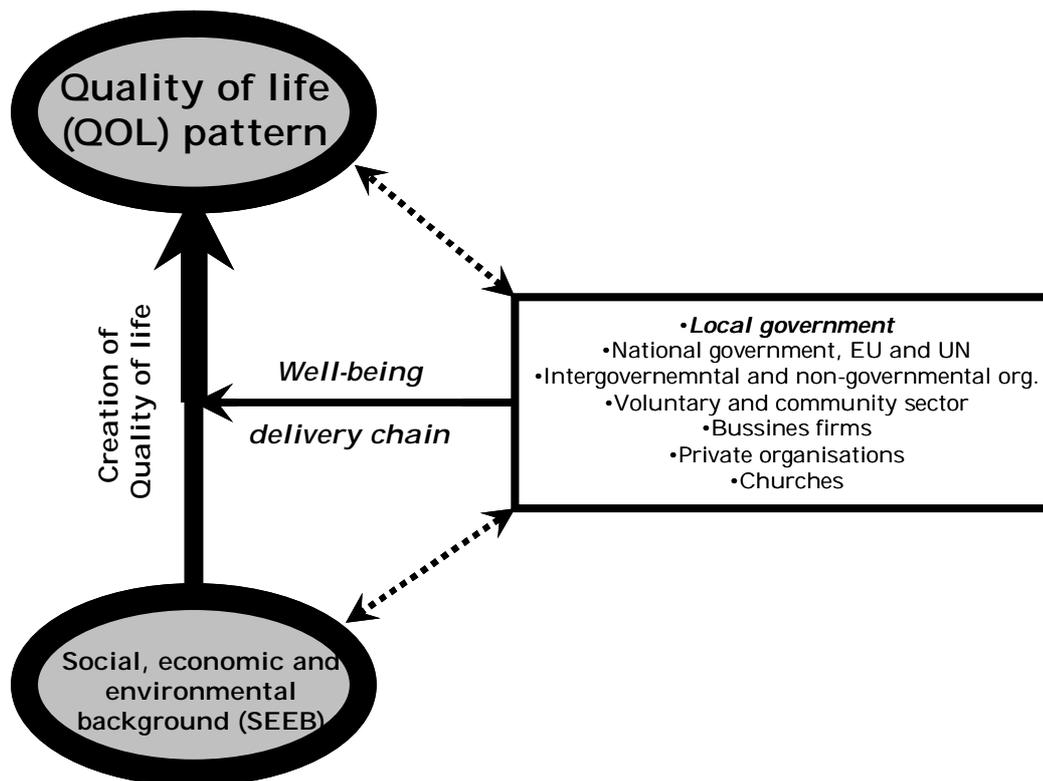 Quality of life
(QOL) pattern
Creation of
Quality of life
Well-being
delivery chain
•Local government
•National government, EU and UN
•Intergovernemntal and non-governmental org.
•Voluntary and community sector
•Bussines firms
•Private organisations
•Churches
Social, economic and
environmental
background (SEEB)